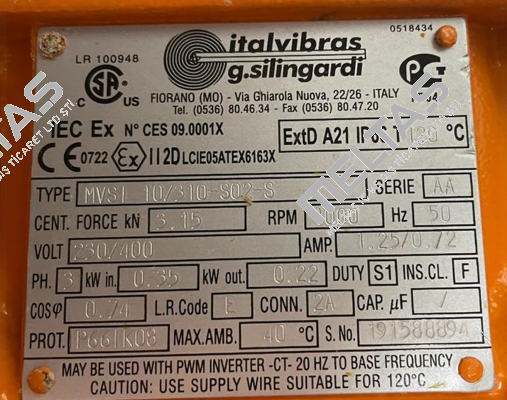 italvibras
g.silingardi
0518434
LR 100948
C US
FIORANO (MO) - Via Ghiarola Nuova, 22/26 - ITALY
Tel. (0536) 80.46.34 - Fax (0536) 80.47.20
IEC Ex N° CES 09.0001X
ExtD A21 IP66 T 120 °C
CE 0722 Ex II2D LCIE05ATEX6163X
TYPE MVSI 10/310-S02-S SERIE AA
CENT. FORCE kN 3.15 RPM 1000 Hz 50
VOLT 230/400 AMP. 1.25/0.72
PH. 3 kW in. 0.35 kW out. 0.22 DUTY S1 INS.CL. F
COSφ 0.74 L.R.Code E CONN. 2A CAP. µF /
PROT. IP66IK08 MAX.AMB. 40 °C S. No. 191588894
MAY BE USED WITH PWM INVERTER -CT- 20 HZ TO BASE FREQUENCY
CAUTION: USE SUPPLY WIRE SUITABLE FOR 120°C
MELTAS
MELTAS